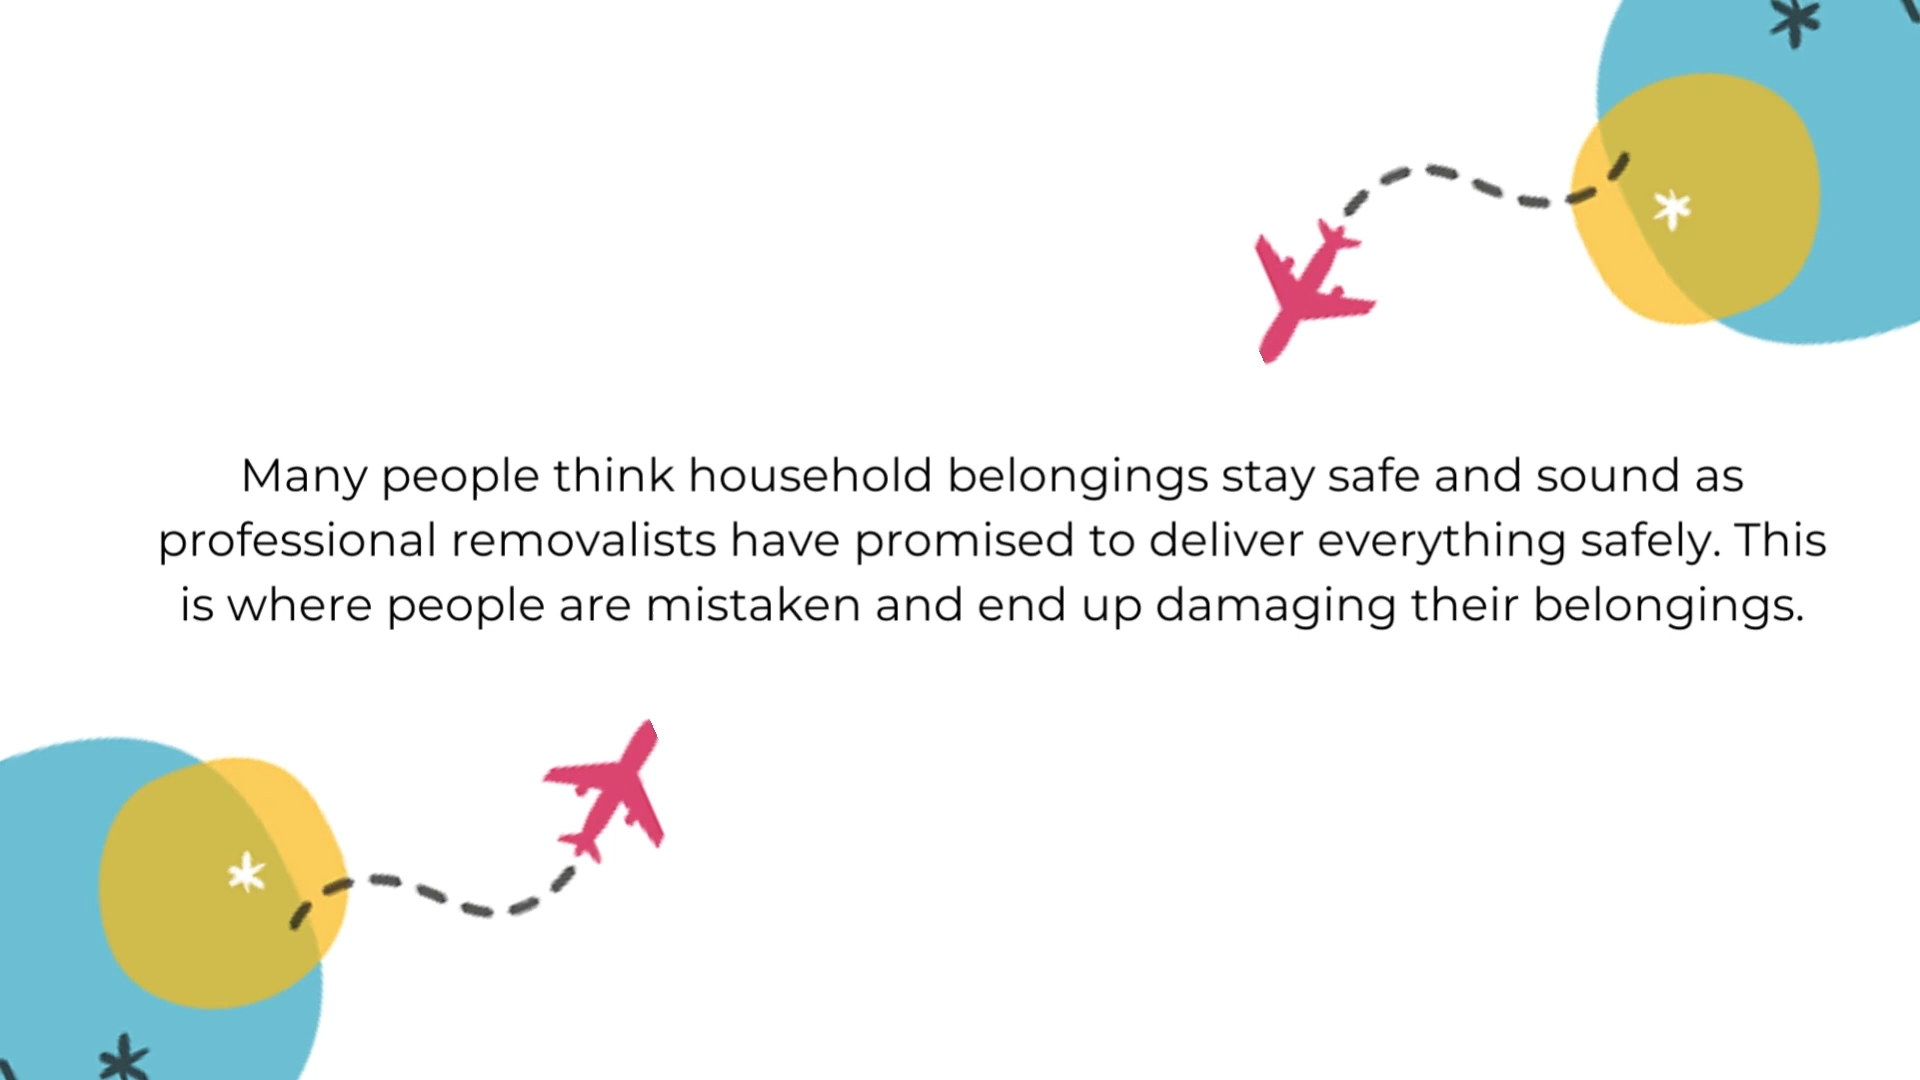 Many people think household belongings stay safe and sound as
professional removalists have promised to deliver everything safely. This
is where people are mistaken and end up damaging their belongings.